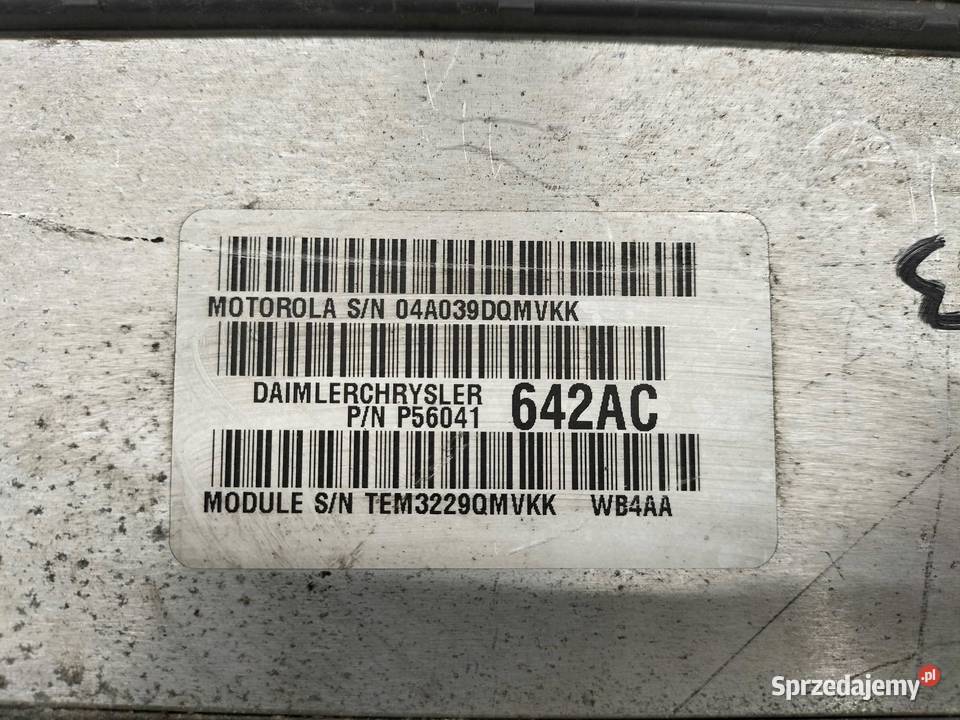 MOTOROLA S/N 04A039DQMVKK
DAIMLERCHRYSLER
P/N P56041 642AC
MODULE S/N TEM3229QMVKK WB4AA
Sprzedajemy.pl